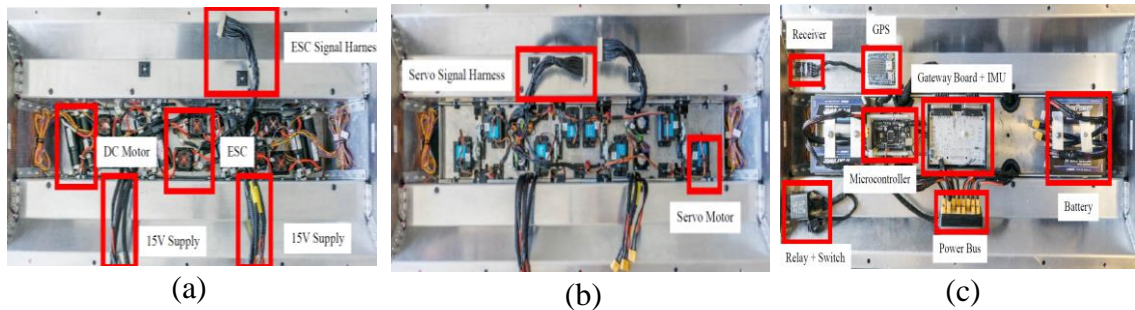 ESC Signal Harnes
DC Motor
ESC
15V Supply
15V Supply
(a)
Servo Signal Harness
Servo Motor
(b)
Receiver
GPS
Gateway Board + IMU
Microcontroller
Battery
Relay + Switch
Power Bus
(c)